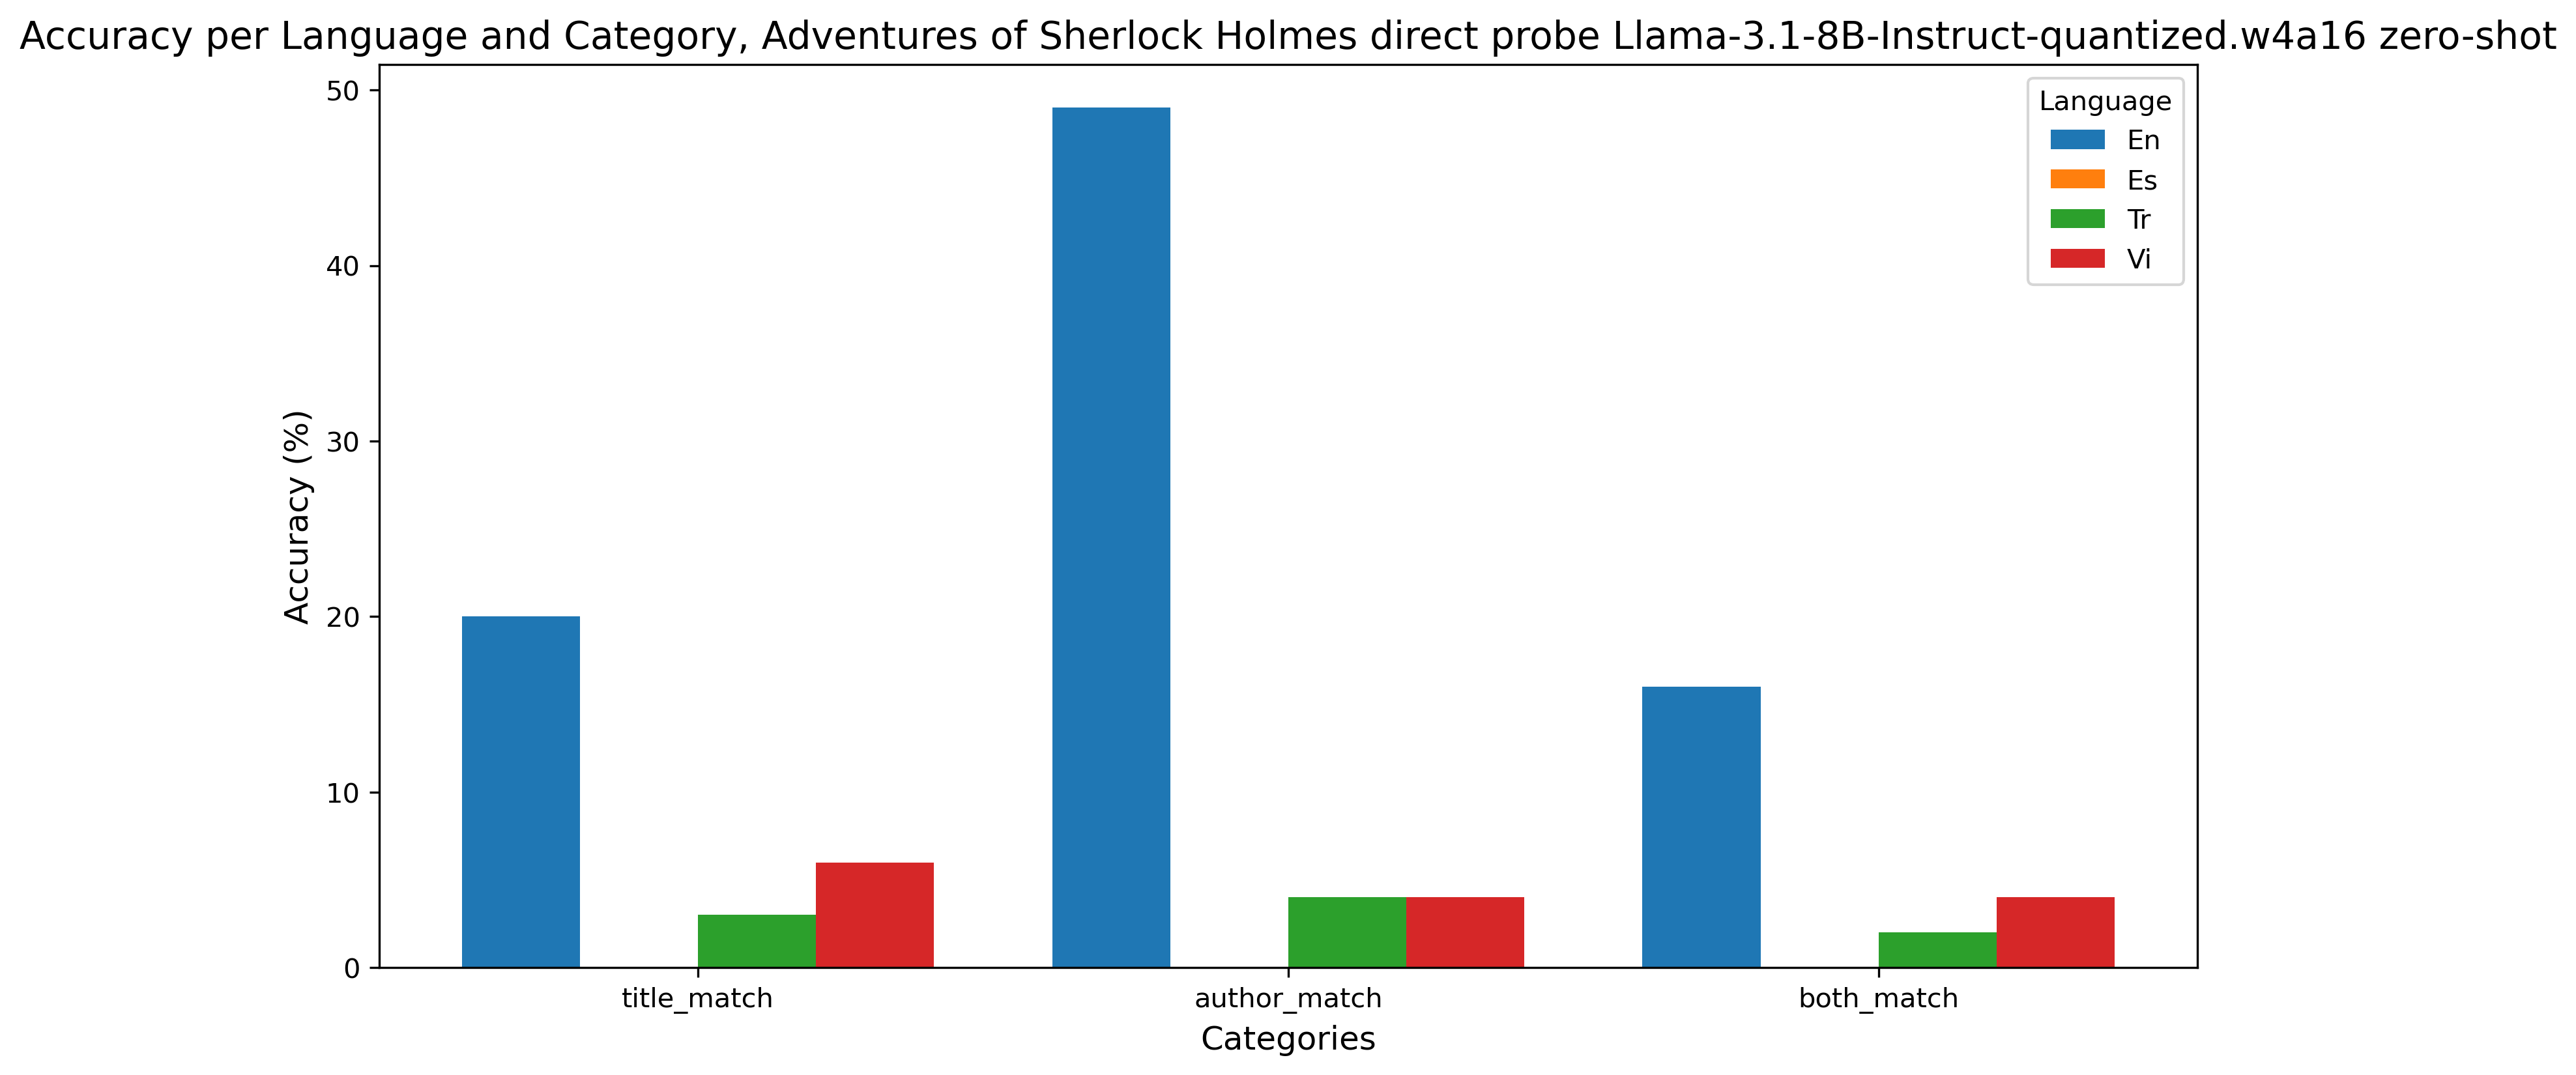 Accuracy per Language and Category, Adventures of Sherlock Holmes direct probe Llama-3.1-8B-Instruct-quantized.w4a16 zero-shot
Language
En
Es
Tr
Vi
Accuracy (%)
50
40
30
20
10
0
title_match
author_match
both_match
Categories